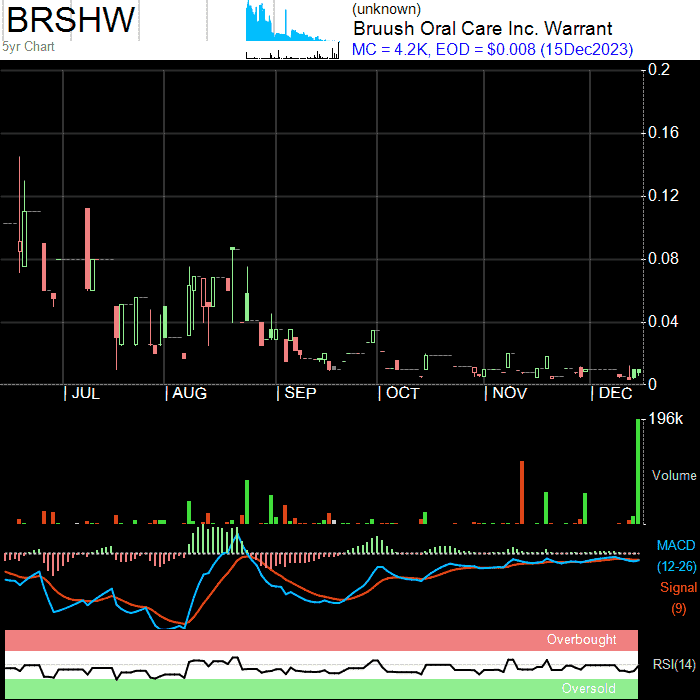 BRSHW
5yr Chart
(unknown)
Bruush Oral Care Inc. Warrant
MC = 4.2K, EOD = $0.008 (15Dec2023)
0.2
0.16
0.12
0.08
0.04
0
| JUL | AUG | SEP | OCT | NOV | DEC
196k
Volume
MACD
(12-26)
Signal
(9)
Overbought
RSI(14)
Oversold